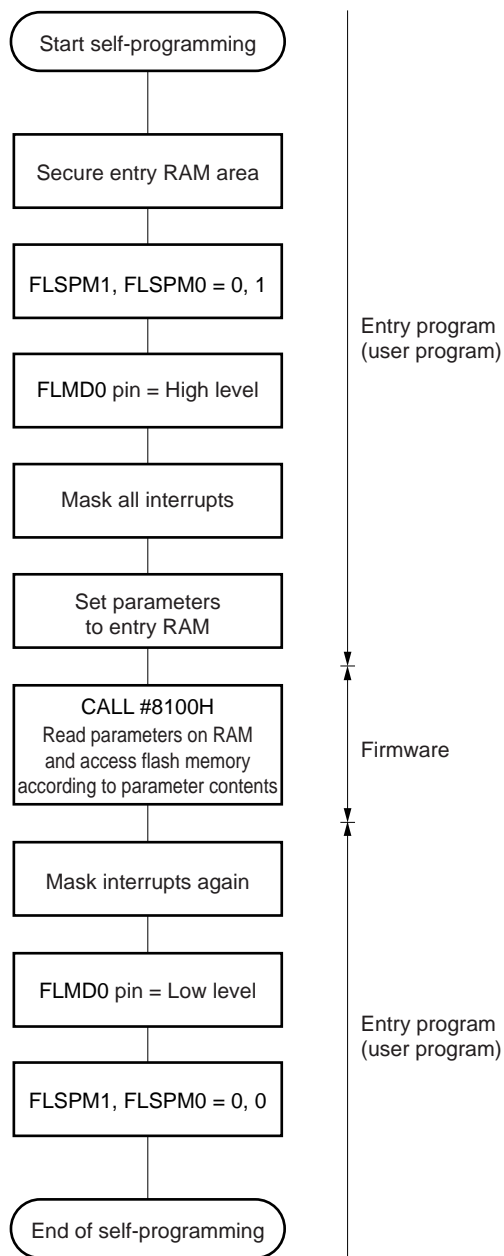 Start self-programming
Secure entry RAM area
FLSPM1, FLSPM0 = 0, 1
Entry program
(user program)
FLMD0 pin = High level
Mask all interrupts
Set parameters
to entry RAM
CALL #8100H
Read parameters on RAM
and access flash memory
according to parameter contents
Firmware
Mask interrupts again
FLMD0 pin = Low level
Entry program
(user program)
FLSPM1, FLSPM0 = 0, 0
End of self-programming